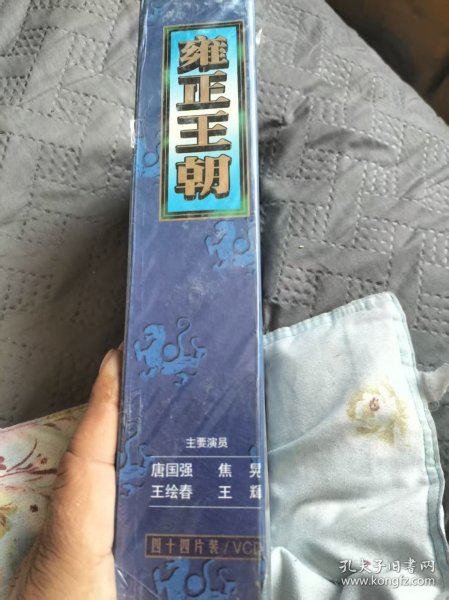 雍正王朝
主要演员
唐国强 焦 晃
王绘春 王 輝
四十四片装/VCD
孔夫子旧书网
www.kongfz.com